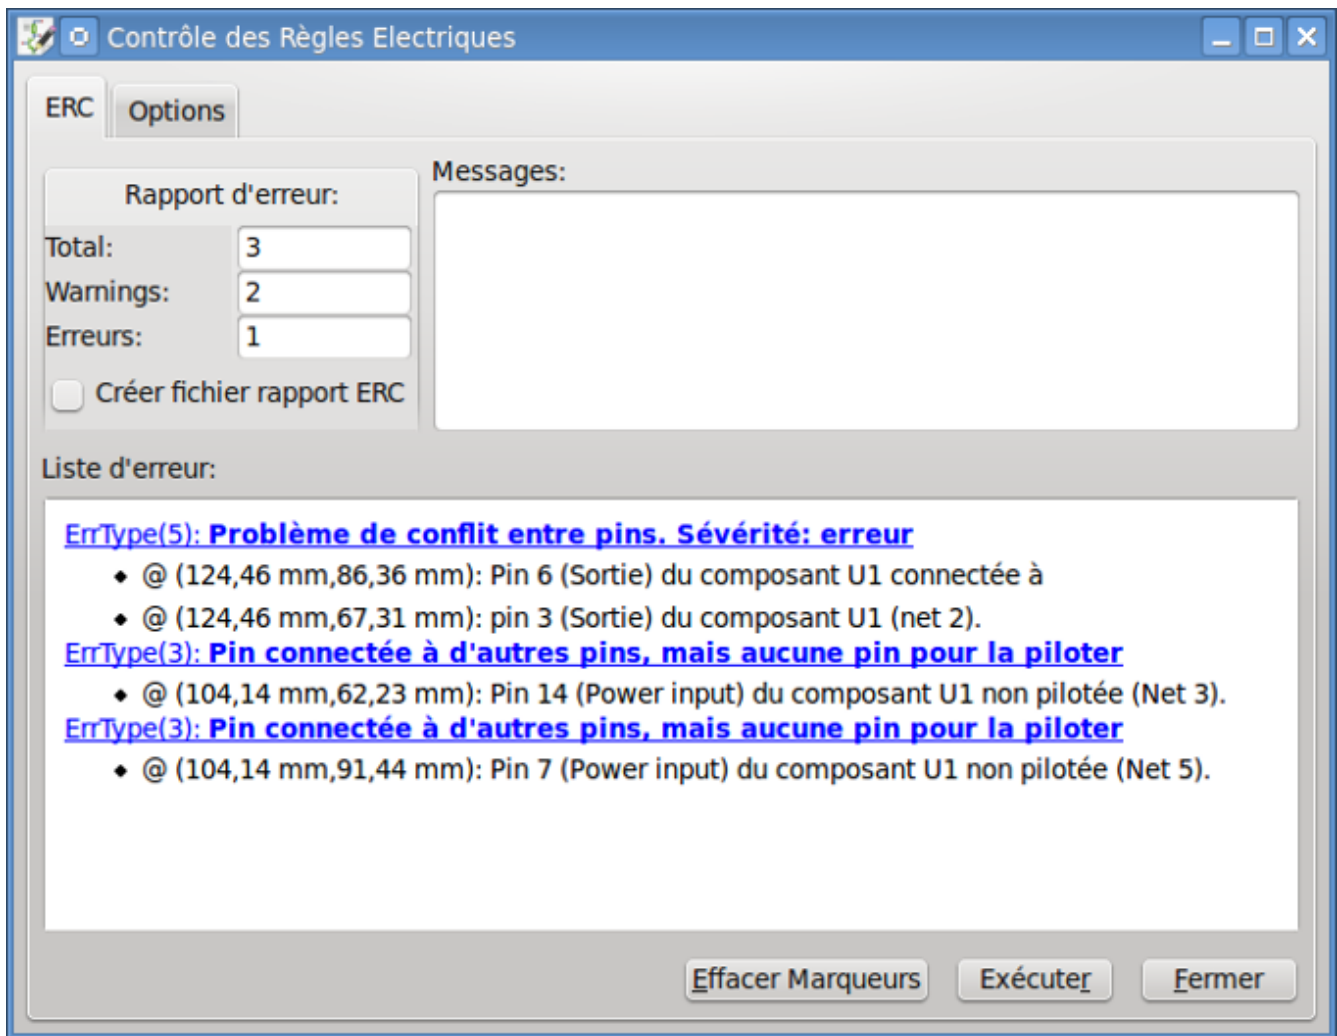 Contrôle des Règles Electriques
ERC
Options
Rapport d'erreur:
Total:
3
Warnings:
2
Erreurs:
1
Créer fichier rapport ERC
Messages:
Liste d'erreur:
ErrType(5): Problème de conflit entre pins. Sévérité: erreur
@ (124,46 mm,86,36 mm): Pin 6 (Sortie) du composant U1 connectée à
@ (124,46 mm,67,31 mm): pin 3 (Sortie) du composant U1 (net 2).
ErrType(3): Pin connectée à d'autres pins, mais aucune pin pour la piloter
@ (104,14 mm,62,23 mm): Pin 14 (Power input) du composant U1 non pilotée (Net 3).
ErrType(3): Pin connectée à d'autres pins, mais aucune pin pour la piloter
@ (104,14 mm,91,44 mm): Pin 7 (Power input) du composant U1 non pilotée (Net 5).
Effacer Marqueurs
Exécuter
Fermer